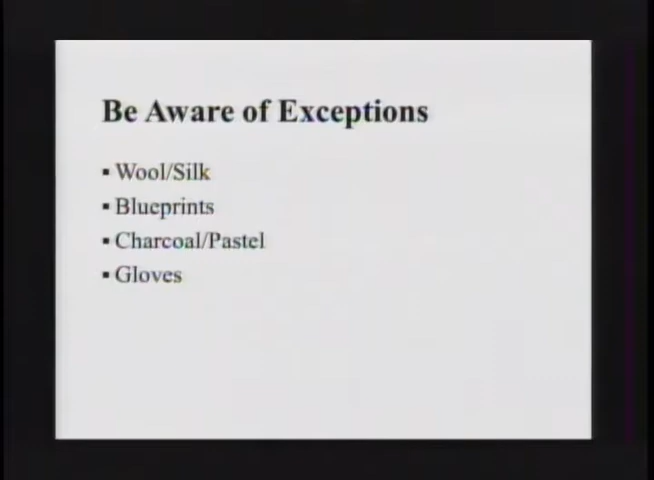 Be Aware of Exceptions
▪ Wool/Silk
▪ Blueprints
▪ Charcoal/Pastel
▪ Gloves